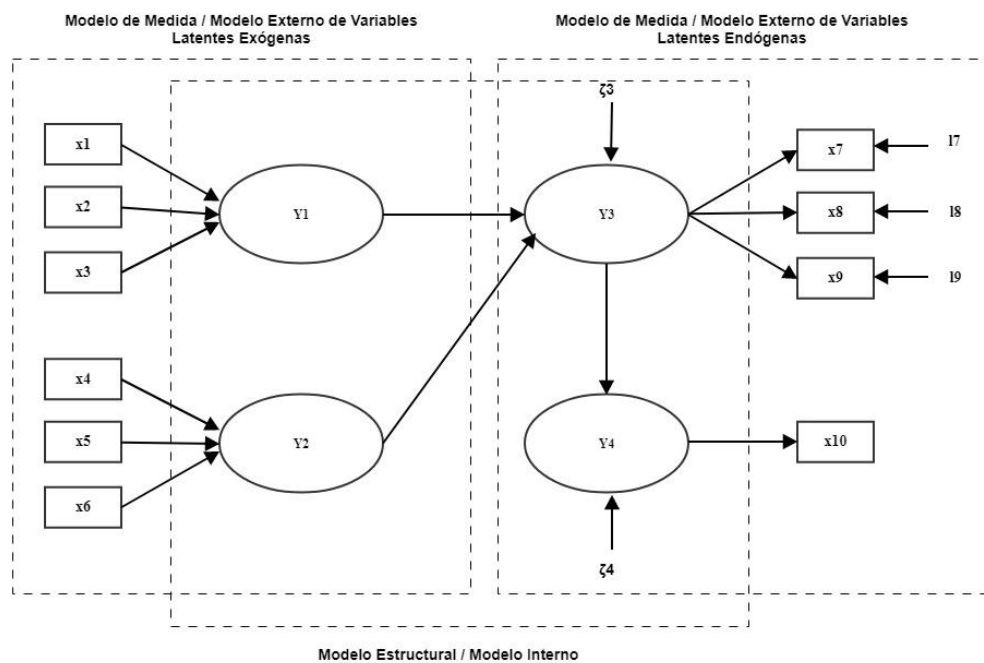 Modelo de Medida / Modelo Externo de Variables
Latentes Exógenas
Modelo de Medida / Modelo Externo de Variables
Latentes Endógenas
ζ3
x1
x2
x3
Y1
Y3
x7
l7
x8
l8
x9
l9
x4
x5
x6
Y2
Y4
x10
ζ4
Modelo Estructural / Modelo Interno